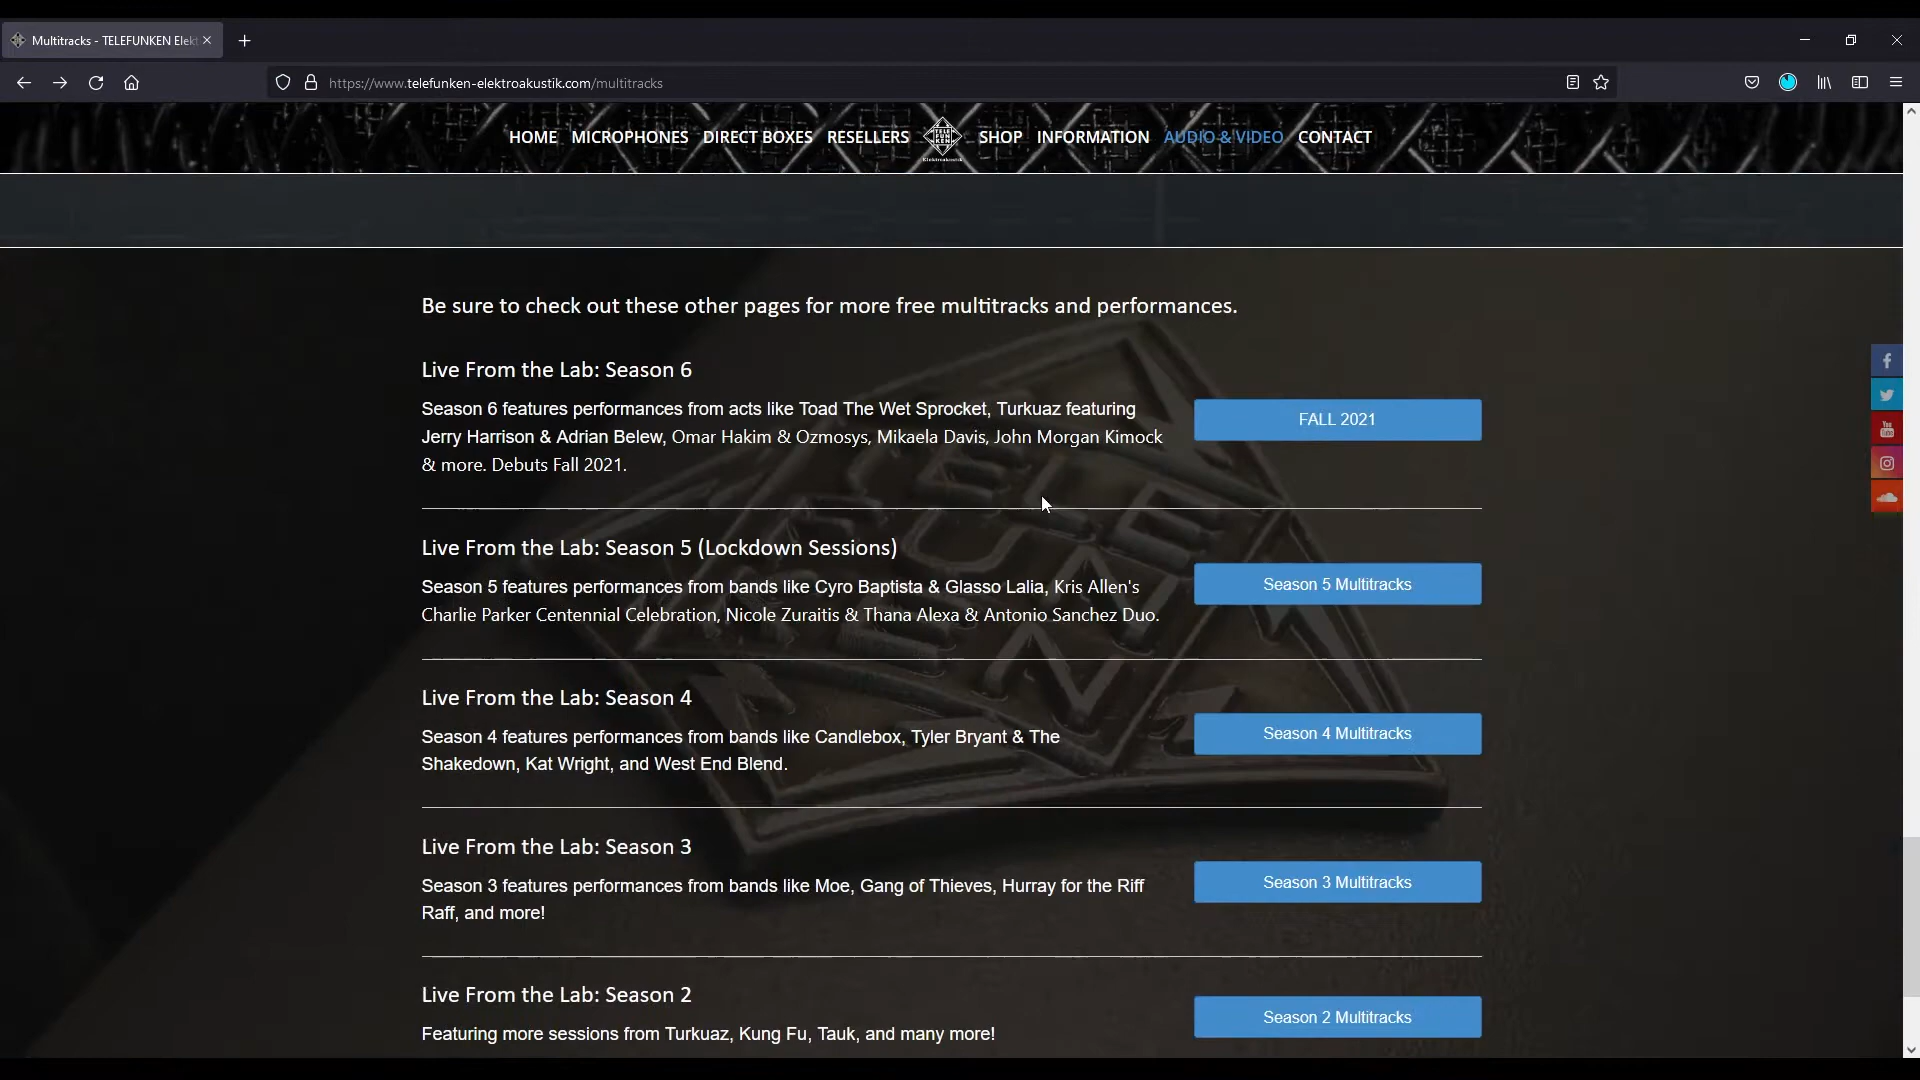 Multitracks - TELEFUNKEN Elek
https://www.telefunken-elektroakustik.com/multitracks
HOME MICROPHONES DIRECT BOXES RESELLERS TELE FUN KEN Elektroakustik SHOP INFORMATION AUDIO & VIDEO CONTACT
Be sure to check out these other pages for more free multitracks and performances.
Live From the Lab: Season 6
Season 6 features performances from acts like Toad The Wet Sprocket, Turkuaz featuring
Jerry Harrison & Adrian Belew, Omar Hakim & Ozmosys, Mikaela Davis, John Morgan Kimock
& more. Debuts Fall 2021.
FALL 2021
Live From the Lab: Season 5 (Lockdown Sessions)
Season 5 features performances from bands like Cyro Baptista & Glasso Lalia, Kris Allen's
Charlie Parker Centennial Celebration, Nicole Zuraitis & Thana Alexa & Antonio Sanchez Duo.
Season 5 Multitracks
Live From the Lab: Season 4
Season 4 features performances from bands like Candlebox, Tyler Bryant & The
Shakedown, Kat Wright, and West End Blend.
Season 4 Multitracks
Live From the Lab: Season 3
Season 3 features performances from bands like Moe, Gang of Thieves, Hurray for the Riff
Raff, and more!
Season 3 Multitracks
Live From the Lab: Season 2
Featuring more sessions from Turkuaz, Kung Fu, Tauk, and many more!
Season 2 Multitracks